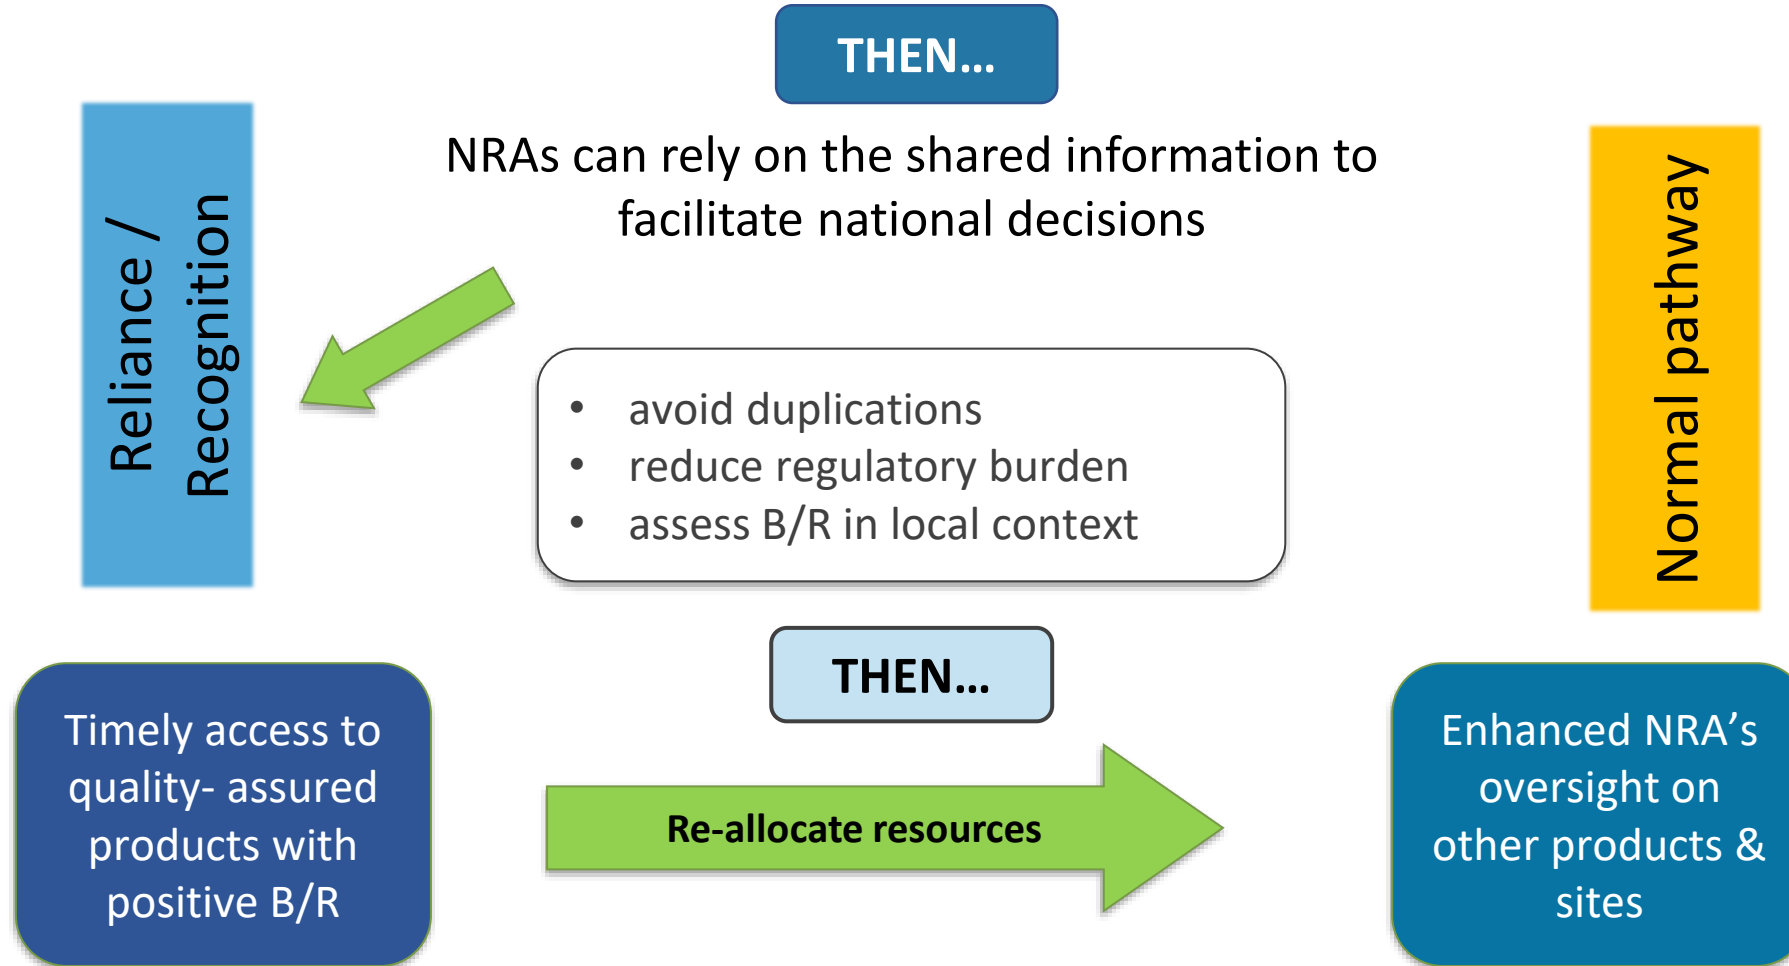 THEN…
NRAs can rely on the shared information to
facilitate national decisions
Reliance /
Recognition
• avoid duplications
• reduce regulatory burden
• assess B/R in local context
Normal pathway
THEN…
Timely access to
quality- assured
products with
positive B/R
Re-allocate resources
Enhanced NRA’s
oversight on
other products &
sites